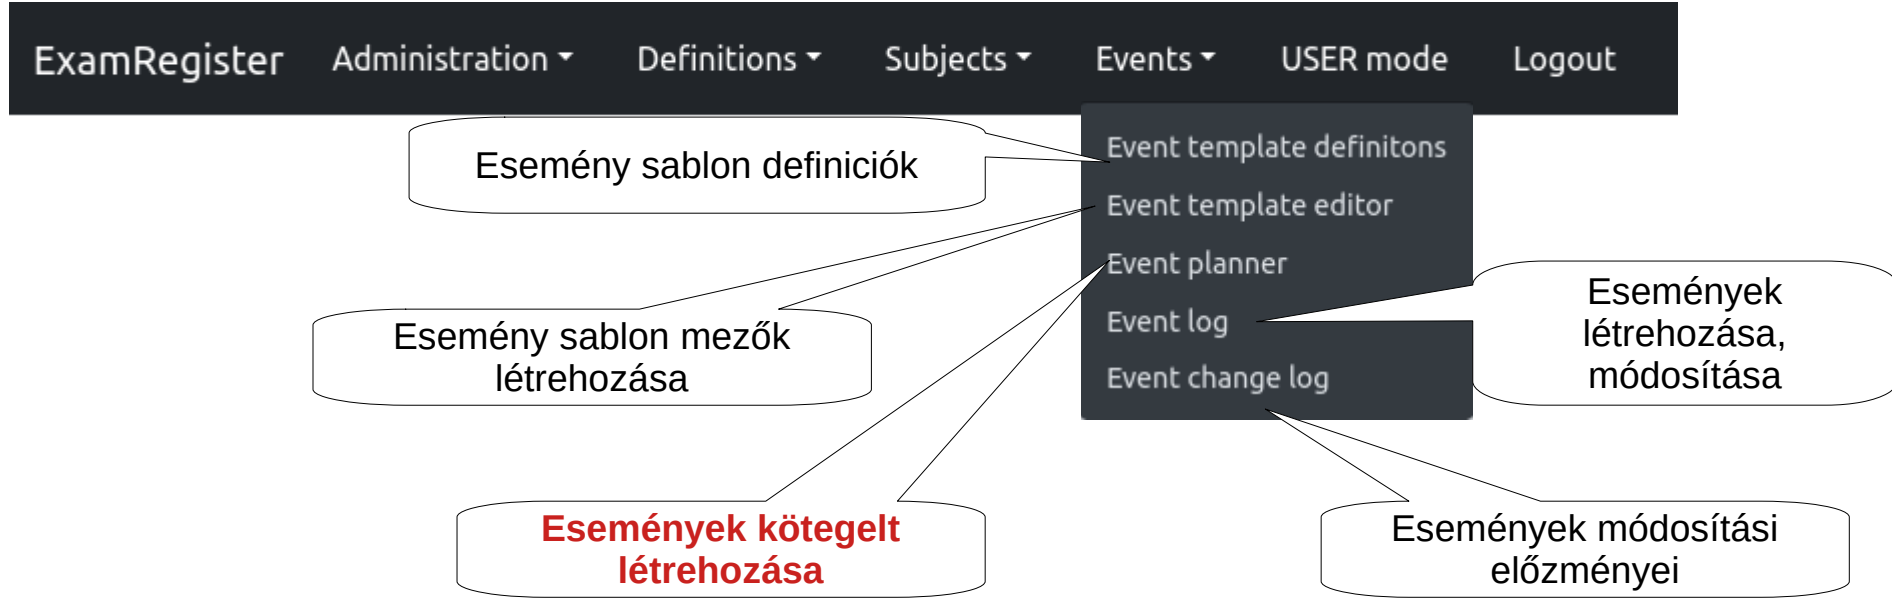 ExamRegister Administration Definitions Subjects Events USER mode Logout
Esemény sablon definiciók
Event template definitons
Event template editor
Event planner
Event log
Event change log
Események
létrehozása,
módosítása
Esemény sablon mezők
létrehozása
Események kötegelt
létrehozása
Események módosítási
előzményei